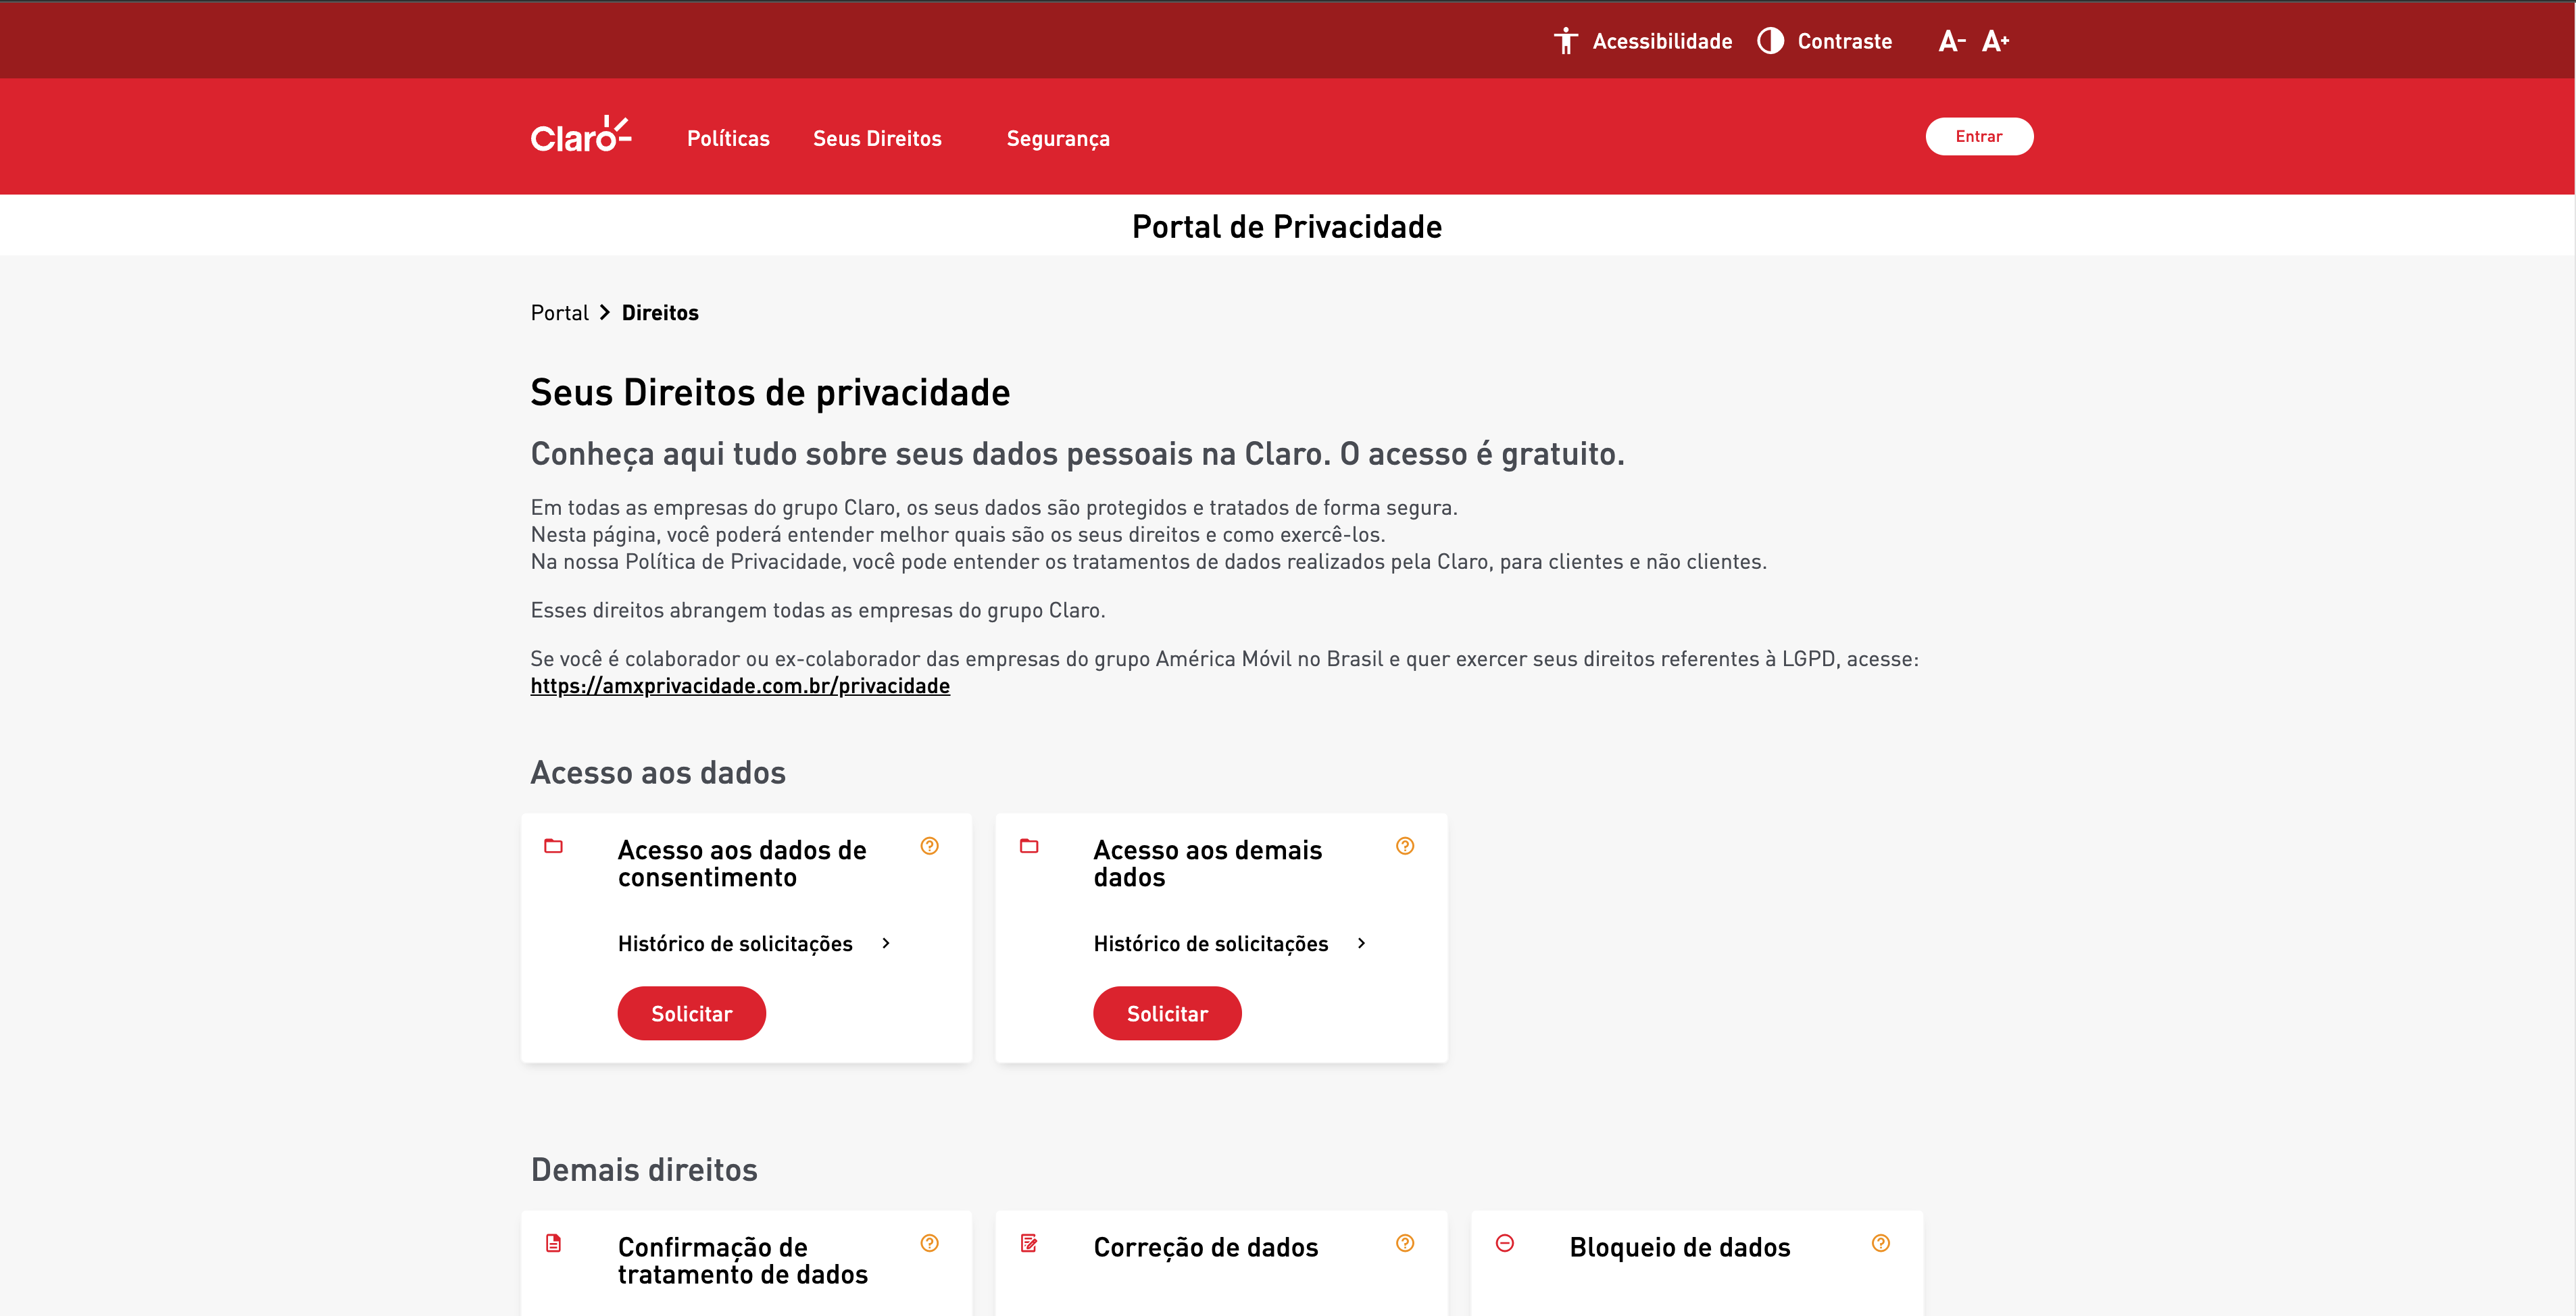 Acessibilidade Contraste A- A+
Claro Políticas Seus Direitos Segurança Entrar
Portal de Privacidade
Portal > Direitos
Seus Direitos de privacidade
Conheça aqui tudo sobre seus dados pessoais na Claro. O acesso é gratuito.
Em todas as empresas do grupo Claro, os seus dados são protegidos e tratados de forma segura.
Nesta página, você poderá entender melhor quais são os seus direitos e como exercê-los.
Na nossa Política de Privacidade, você pode entender os tratamentos de dados realizados pela Claro, para clientes e não clientes.
Esses direitos abrangem todas as empresas do grupo Claro.
Se você é colaborador ou ex-colaborador das empresas do grupo América Móvil no Brasil e quer exercer seus direitos referentes à LGPD, acesse:
https://amxprivacidade.com.br/privacidade
Acesso aos dados
Acesso aos dados de
consentimento
Histórico de solicitações
Solicitar
Acesso aos demais
dados
Histórico de solicitações
Solicitar
Demais direitos
Confirmação de
tratamento de dados
Correção de dados
Bloqueio de dados